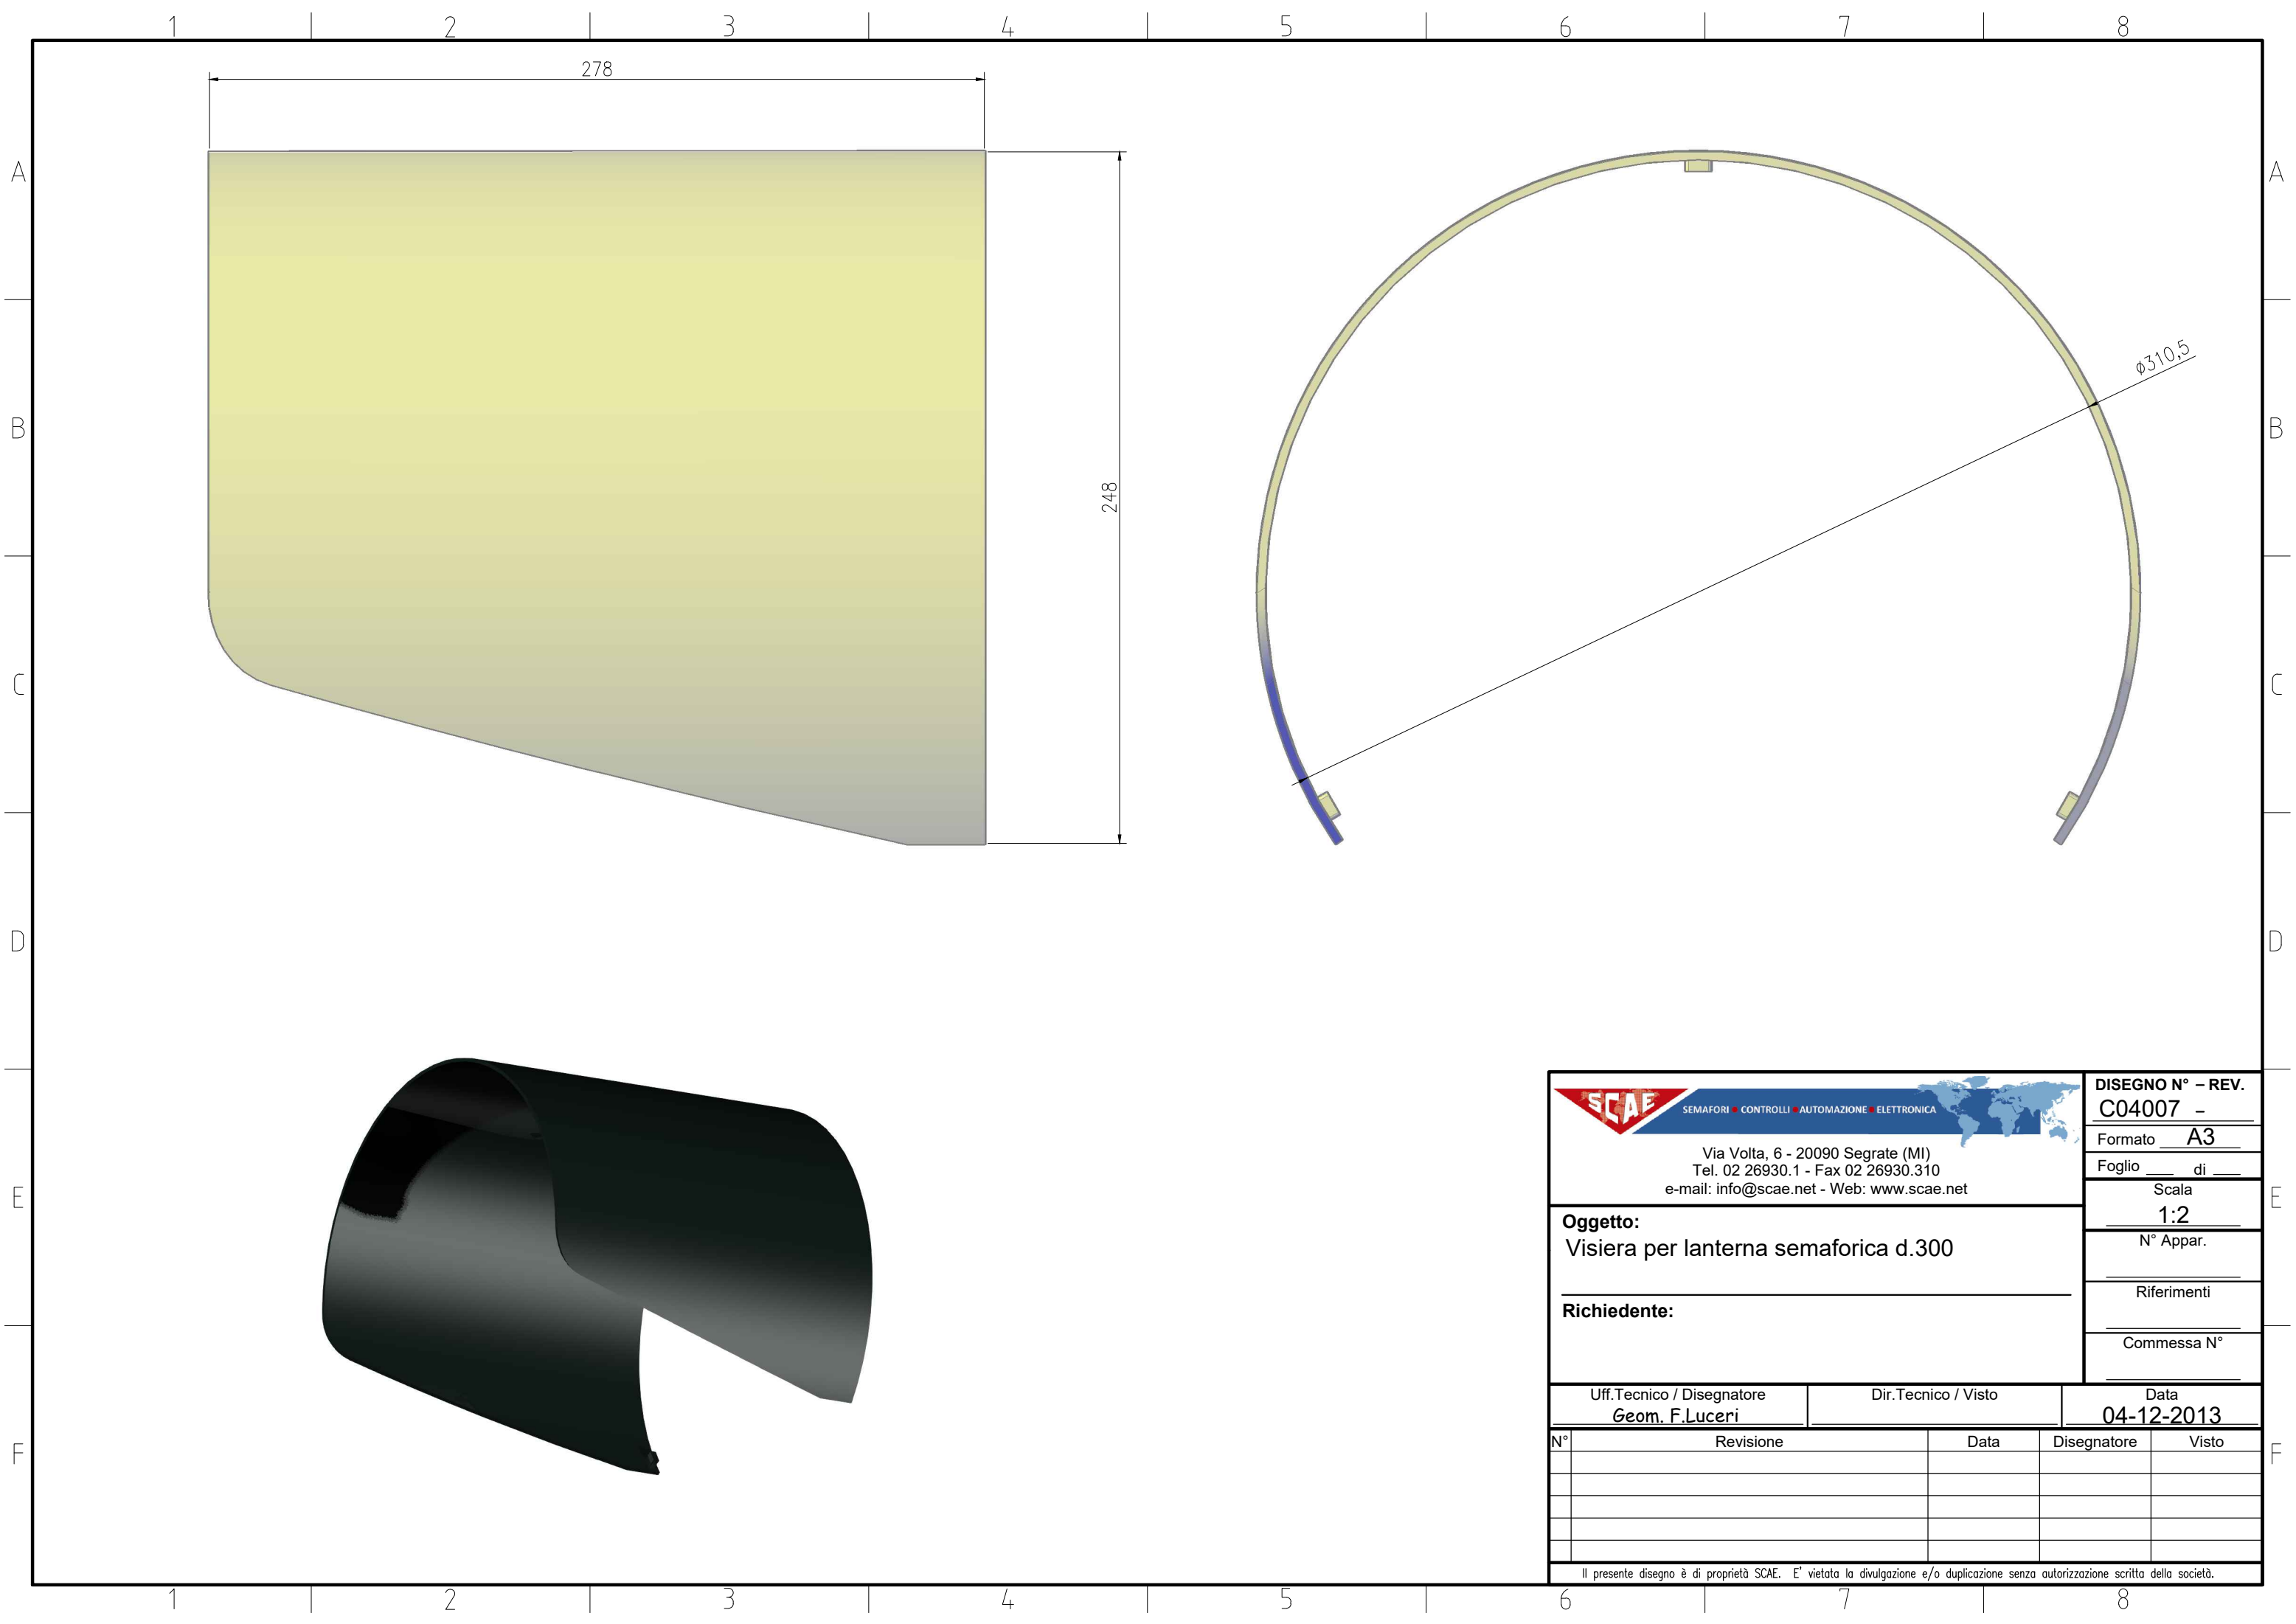 1 2 3 4 5 6 7 8
278
A A
ø310,5
B B
248
C C
D D
SCAE
SEMAFORI • CONTROLLI • AUTOMAZIONE • ELETTRONICA
Via Volta, 6 - 20090 Segrate (MI)
Tel. 02 26930.1 - Fax 02 26930.310
e-mail: info@scae.net - Web: www.scae.net
DISEGNO N° – REV.
C04007 –
Formato A3
Foglio ___ di ___
Scala
1:2
E E
Oggetto:
Visiera per lanterna semaforica d.300
N° Appar.
Riferimenti
Richiedente:
Commessa N°
Uff.Tecnico / Disegnatore Dir.Tecnico / Visto Data
Geom. F.Luceri 04-12-2013
N° Revisione Data Disegnatore Visto
F F
Il presente disegno è di proprietà SCAE. E' vietata la divulgazione e/o duplicazione senza autorizzazione scritta della società.
1 2 3 4 5 6 7 8